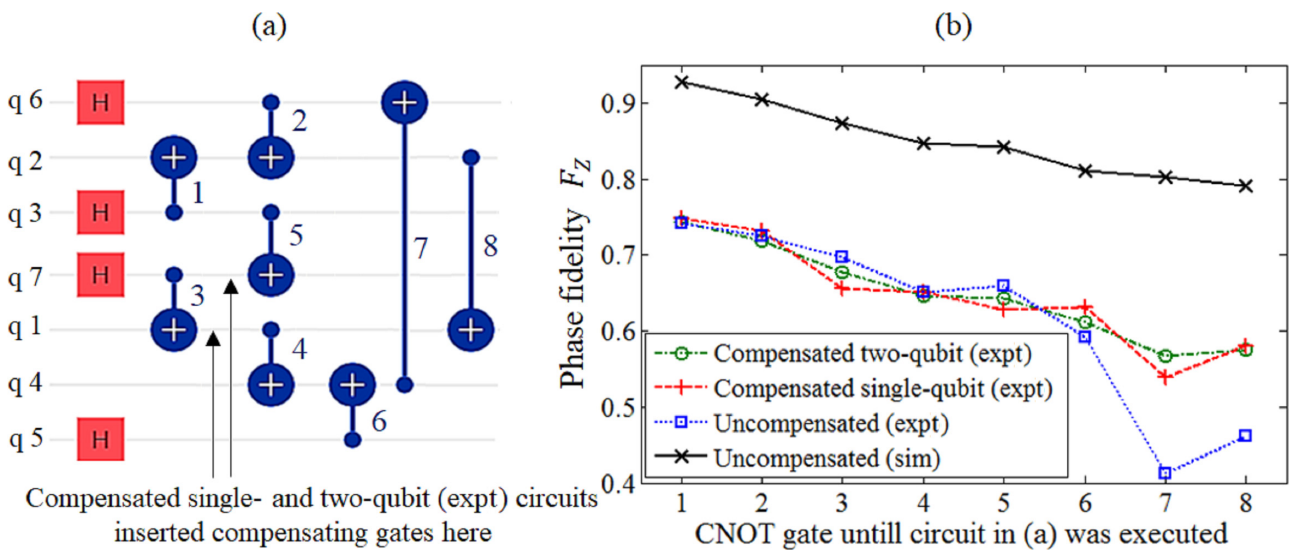 (a)
q 6
H
2
q 2
1
q 3
H
5
7
8
q 7
H
3
q 1
4
q 4
6
q 5
H
Compensated single- and two-qubit (expt) circuits
inserted compensating gates here
(b)
Phase fidelity F_Z
0.9
0.8
0.7
0.6
0.5
0.4
Compensated two-qubit (expt)
Compensated single-qubit (expt)
Uncompensated (expt)
Uncompensated (sim)
1 2 3 4 5 6 7 8
CNOT gate untill circuit in (a) was executed